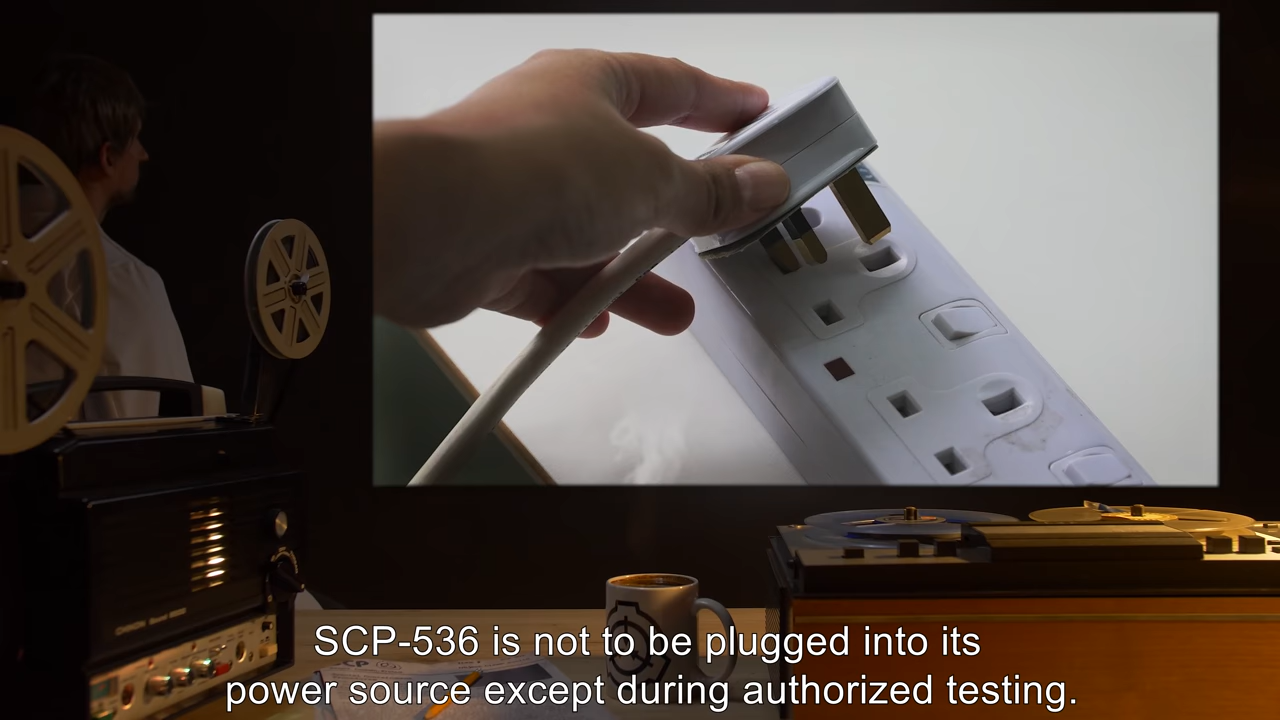 SCP-536 is not to be plugged into its
power source except during authorized testing.